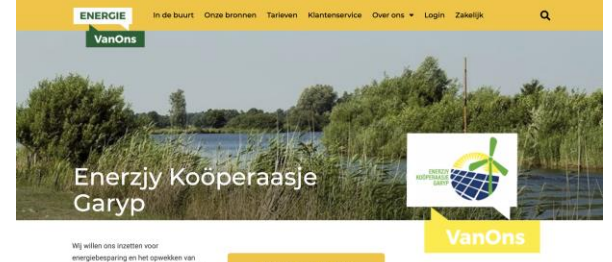 ENERGIE
VanOns
In de buurt Onze bronnen Tarieven Klantenservice Over ons Login Zakelijk
Enerzjy Koöperaasje
Garyp
ENERZJY
KOÖPERAASJE
GARYP
VanOns
Wij willen ons inzetten voor
energiebesparing en het opwekken van